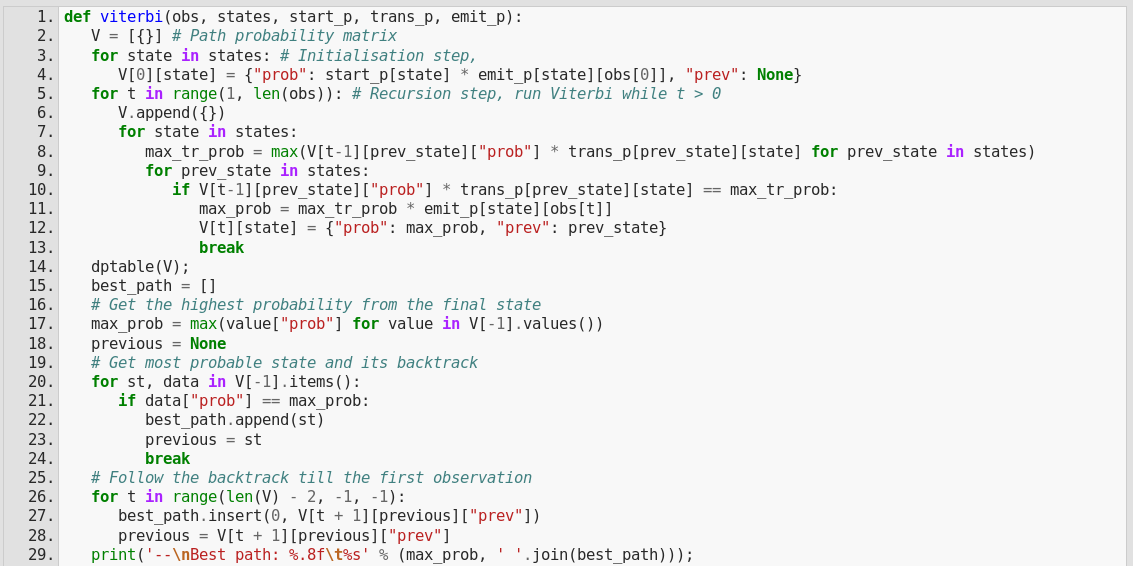 1. def viterbi(obs, states, start_p, trans_p, emit_p):
2.    V = [{}] # Path probability matrix
3.    for state in states: # Initialisation step,
4.       V[0][state] = {"prob": start_p[state] * emit_p[state][obs[0]], "prev": None}
5.    for t in range(1, len(obs)): # Recursion step, run Viterbi while t > 0
6.       V.append({})
7.       for state in states:
8.          max_tr_prob = max(V[t-1][prev_state]["prob"] * trans_p[prev_state][state] for prev_state in states)
9.          for prev_state in states:
10.             if V[t-1][prev_state]["prob"] * trans_p[prev_state][state] == max_tr_prob:
11.                max_prob = max_tr_prob * emit_p[state][obs[t]]
12.                V[t][state] = {"prob": max_prob, "prev": prev_state}
13.                break
14.    dptable(V);
15.    best_path = []
16.    # Get the highest probability from the final state
17.    max_prob = max(value["prob"] for value in V[-1].values())
18.    previous = None
19.    # Get most probable state and its backtrack
20.    for st, data in V[-1].items():
21.       if data["prob"] == max_prob:
22.          best_path.append(st)
23.          previous = st
24.          break
25.    # Follow the backtrack till the first observation
26.    for t in range(len(V) - 2, -1, -1):
27.       best_path.insert(0, V[t + 1][previous]["prev"])
28.       previous = V[t + 1][previous]["prev"]
29.    print('--\nBest path: %.8f\t%s' % (max_prob, ' '.join(best_path)));